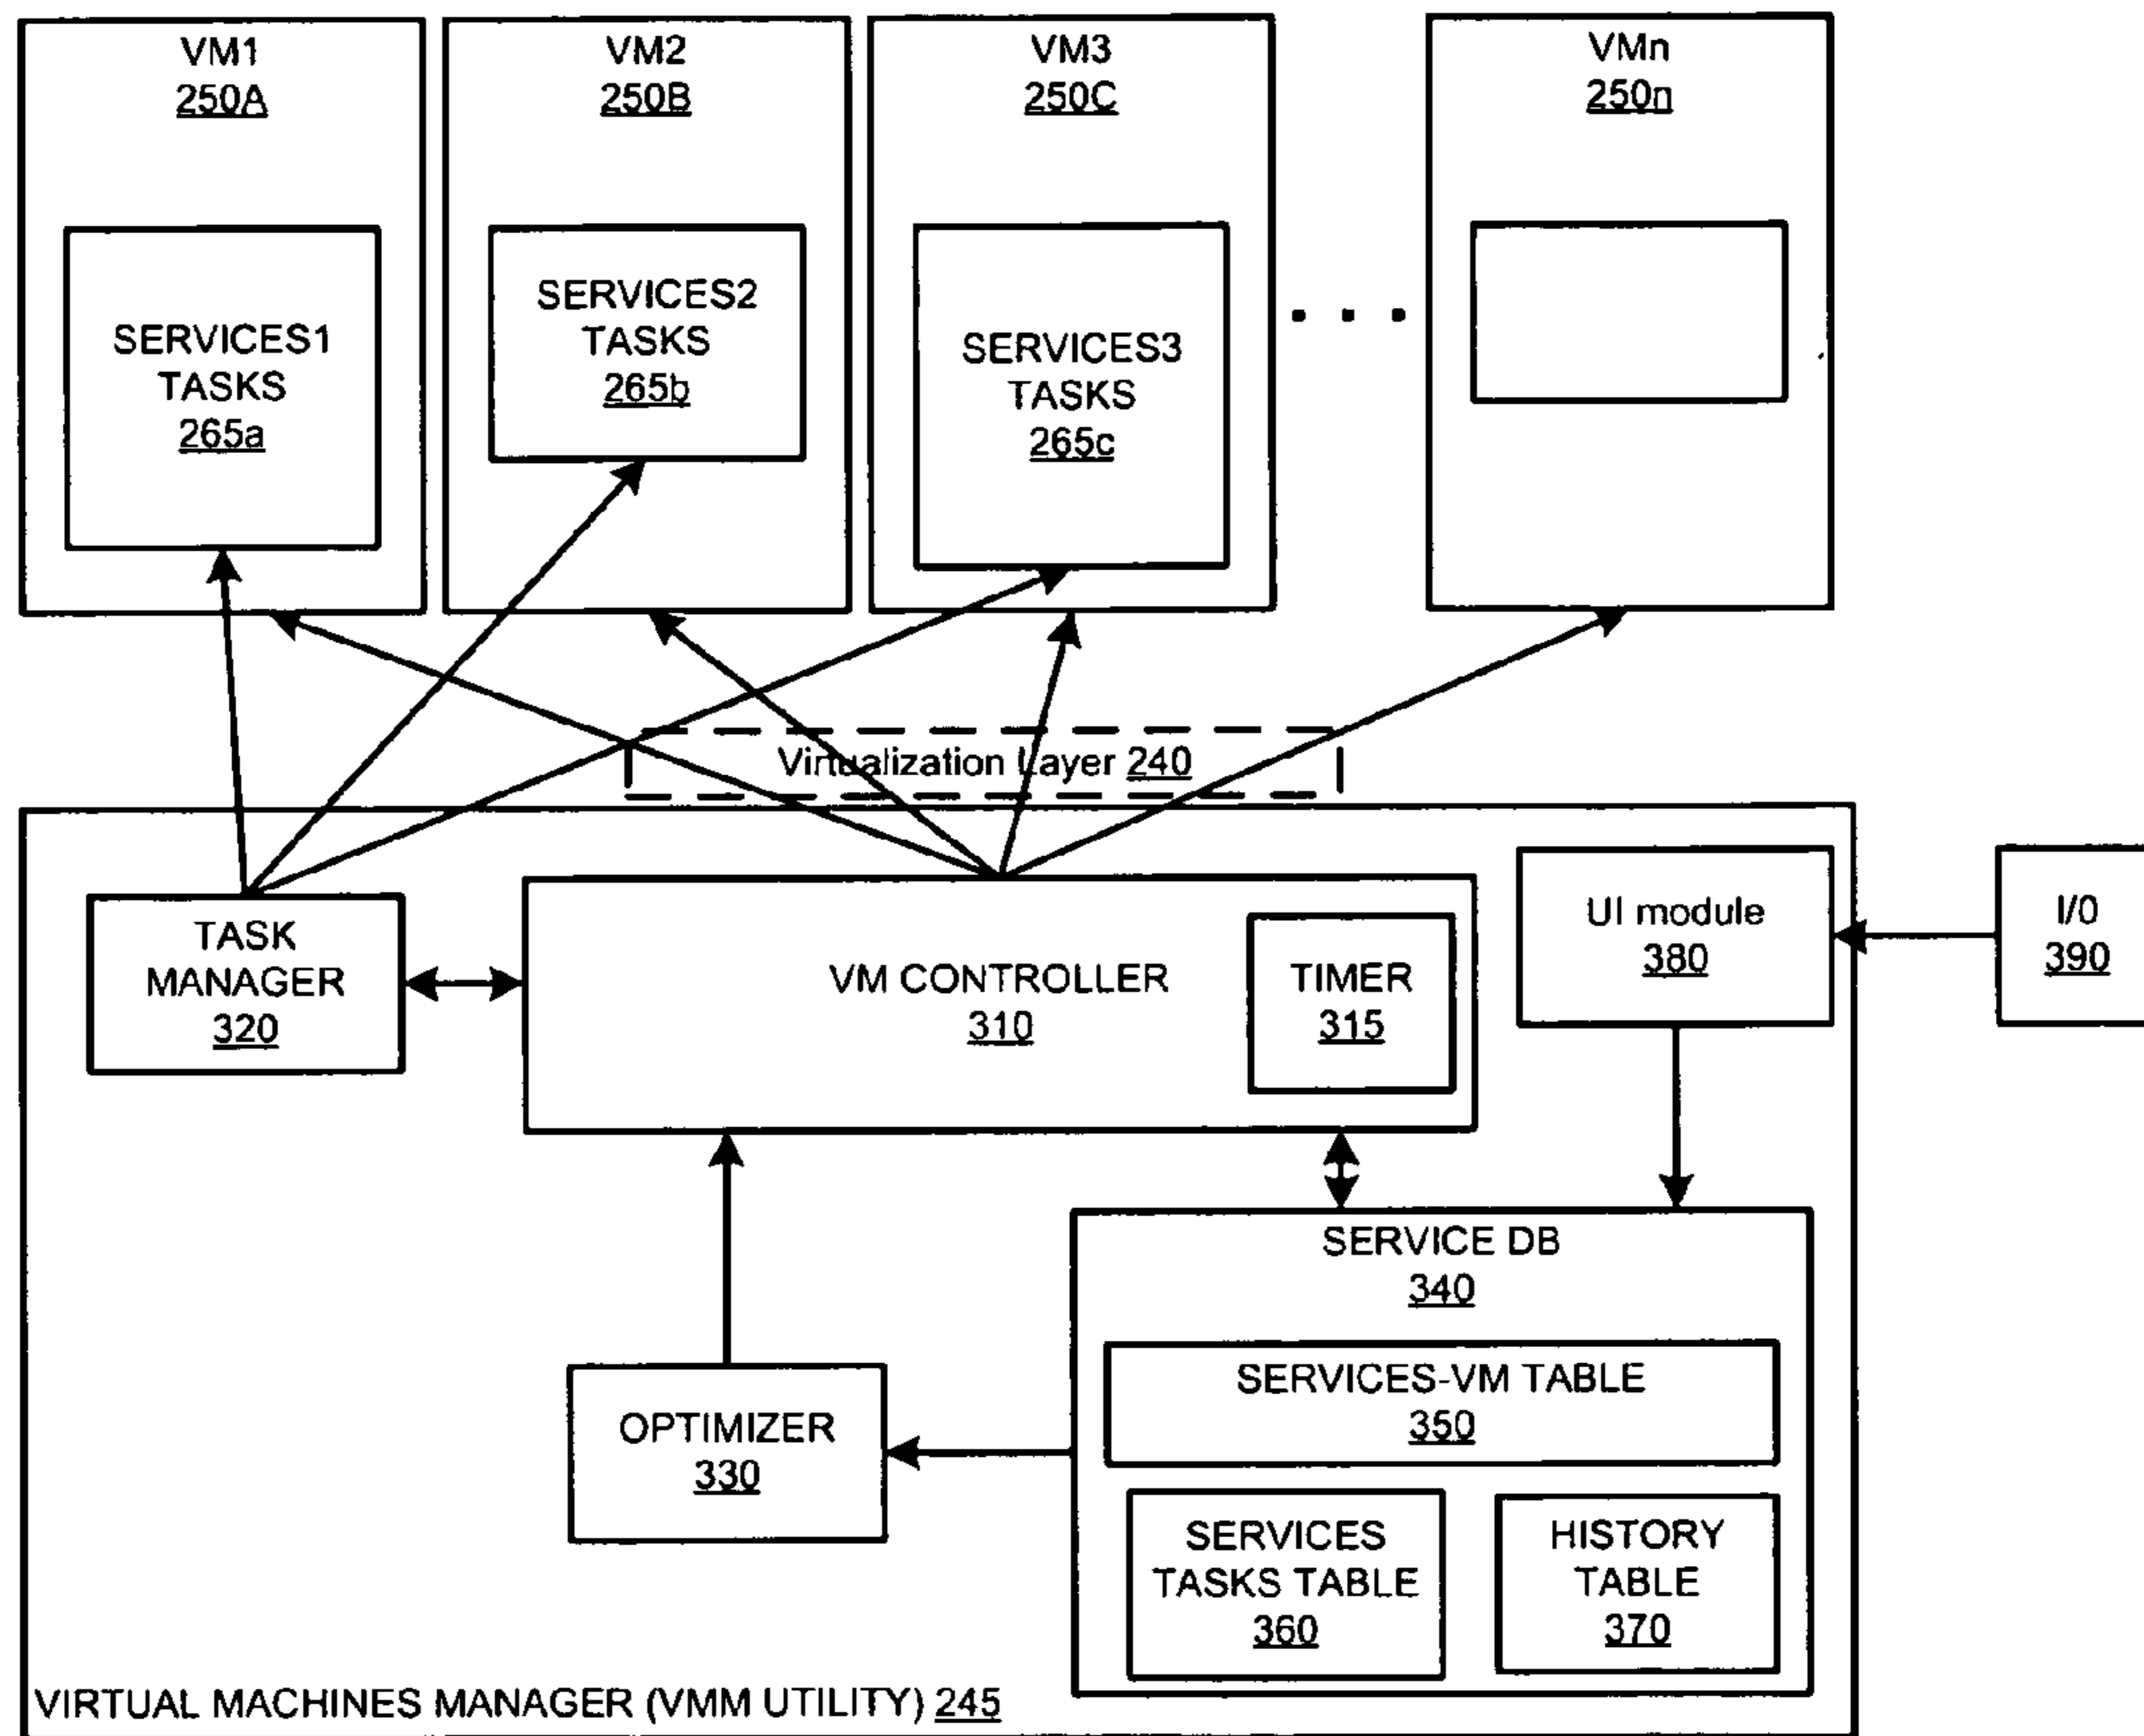 VM1
250A
VM2
250B
VM3
250C
VMn
250n
SERVICES1
TASKS
265a
SERVICES2
TASKS
265b
SERVICES3
TASKS
265c
. . .
Virtualization Layer 240
TASK
MANAGER
320
VM CONTROLLER
310
TIMER
315
UI module
380
I/0
390
SERVICE DB
340
SERVICES-VM TABLE
350
OPTIMIZER
330
SERVICES
TASKS TABLE
360
HISTORY
TABLE
370
VIRTUAL MACHINES MANAGER (VMM UTILITY) 245